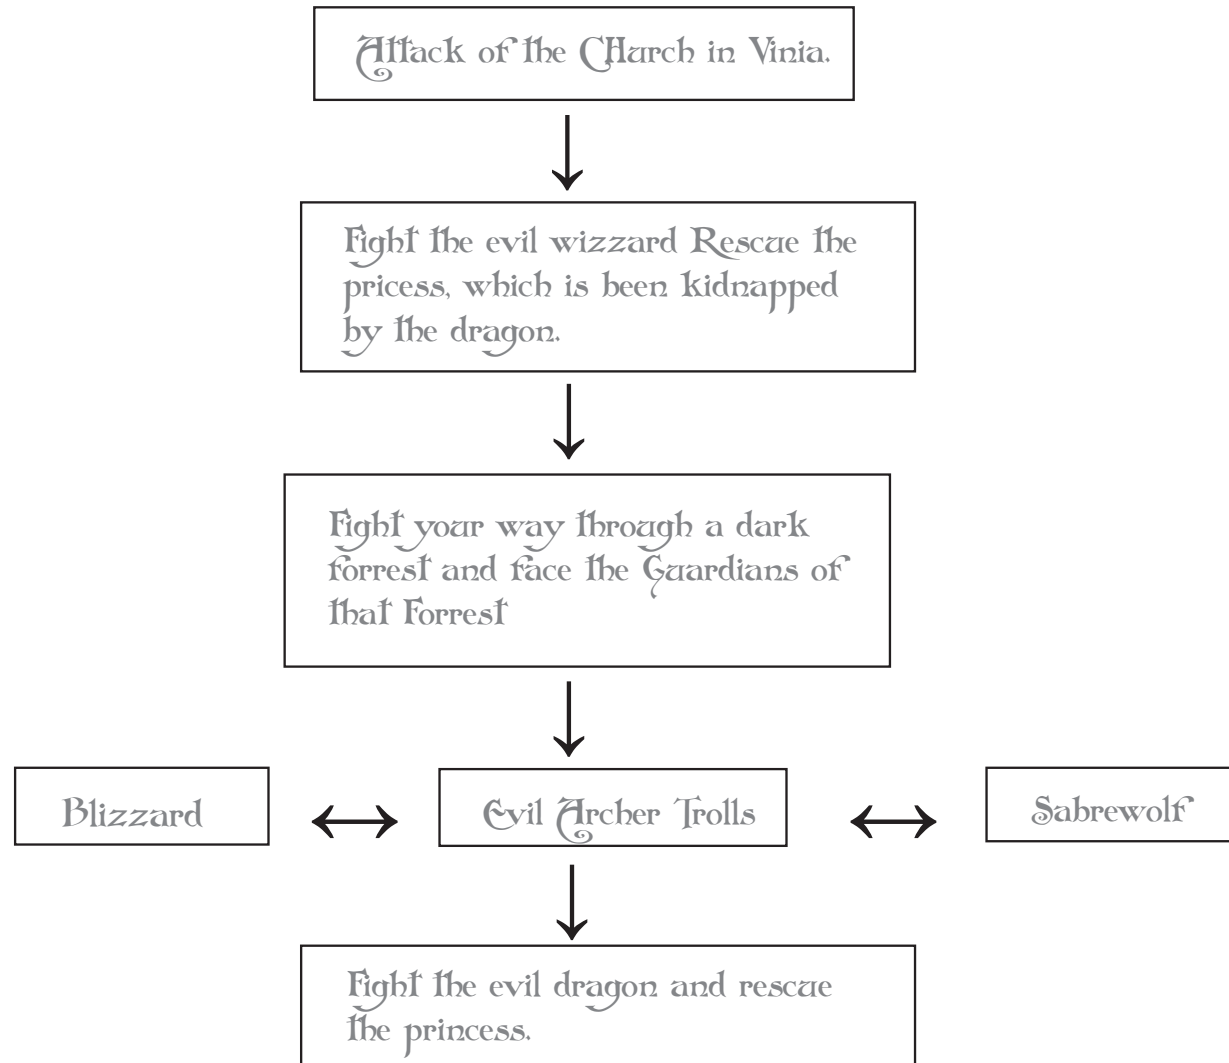 Attack of the CHurch in Vinia.
Fight the evil wizzard Rescue the
pricess, which is been kidnapped
by the dragon.
Fight your way through a dark
forrest and face the Guardians of
that Forrest
Blizzard
Evil Archer Trolls
Sabrewolf
Fight the evil dragon and rescue
the princess.